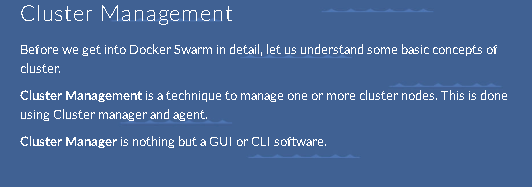 Cluster Management
Before we get into Docker Swarm in detail, let us understand some basic concepts of
cluster.
Cluster Management is a technique to manage one or more cluster nodes. This is done
using Cluster manager and agent.
Cluster Manager is nothing but a GUI or CLI software.